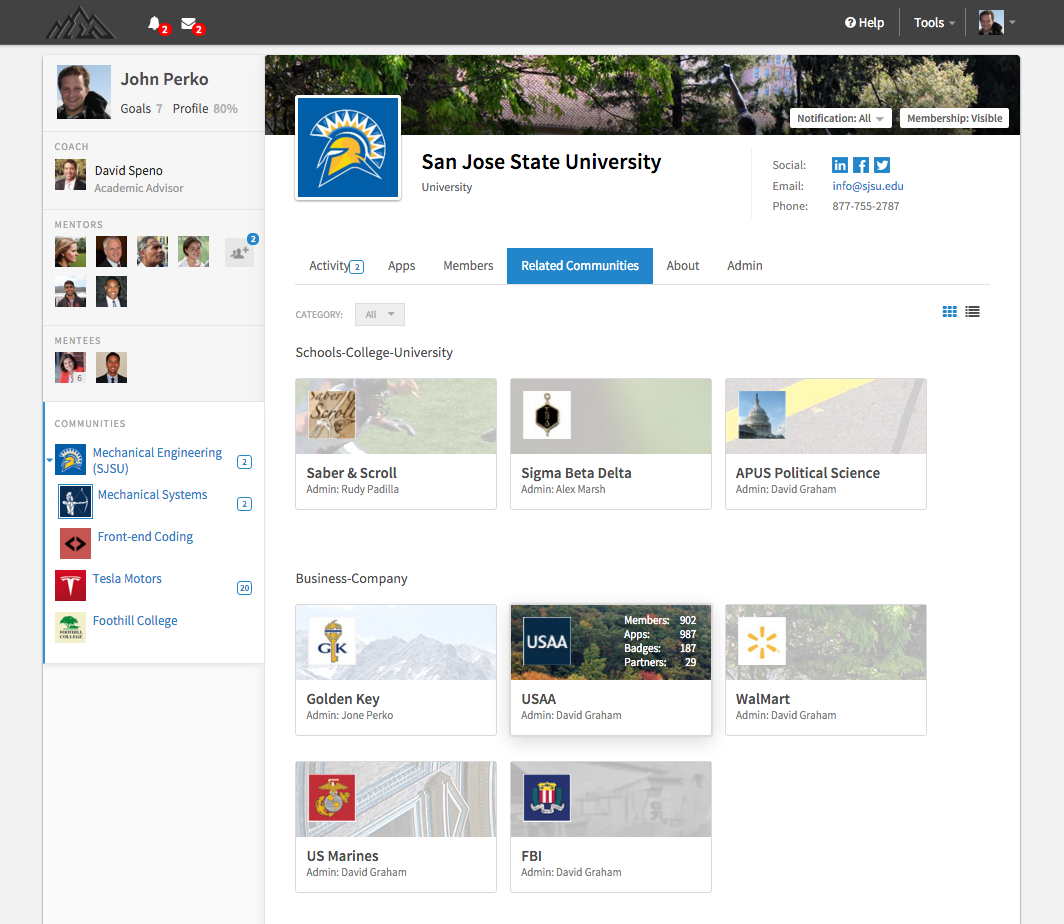 2
2
Help
Tools
John Perko
Goals 7 Profile 80%
COACH
David Speno
Academic Advisor
MENTORS
2
MENTEES
6
COMMUNITIES
Mechanical Engineering
(SJSU)
2
Mechanical Systems
2
Front-end Coding
Tesla Motors
20
FOOTHILL
COLLEGE
Foothill College
Notification: All
Membership: Visible
San Jose State University
University
Social:
Email: info@sjsu.edu
Phone: 877-755-2787
Activity 2
Apps
Members
Related Communities
About
Admin
CATEGORY: All
Schools-College-University
Saber &
Scroll
Saber & Scroll
Admin: Rudy Padilla
Sigma Beta Delta
Admin: Alex Marsh
APUS Political Science
Admin: David Graham
Business-Company
GK
Golden Key
Admin: Jone Perko
USAA
Members: 902
Apps: 987
Badges: 187
Partners: 29
USAA
Admin: David Graham
WalMart
Admin: David Graham
US Marines
Admin: David Graham
FBI
Admin: David Graham